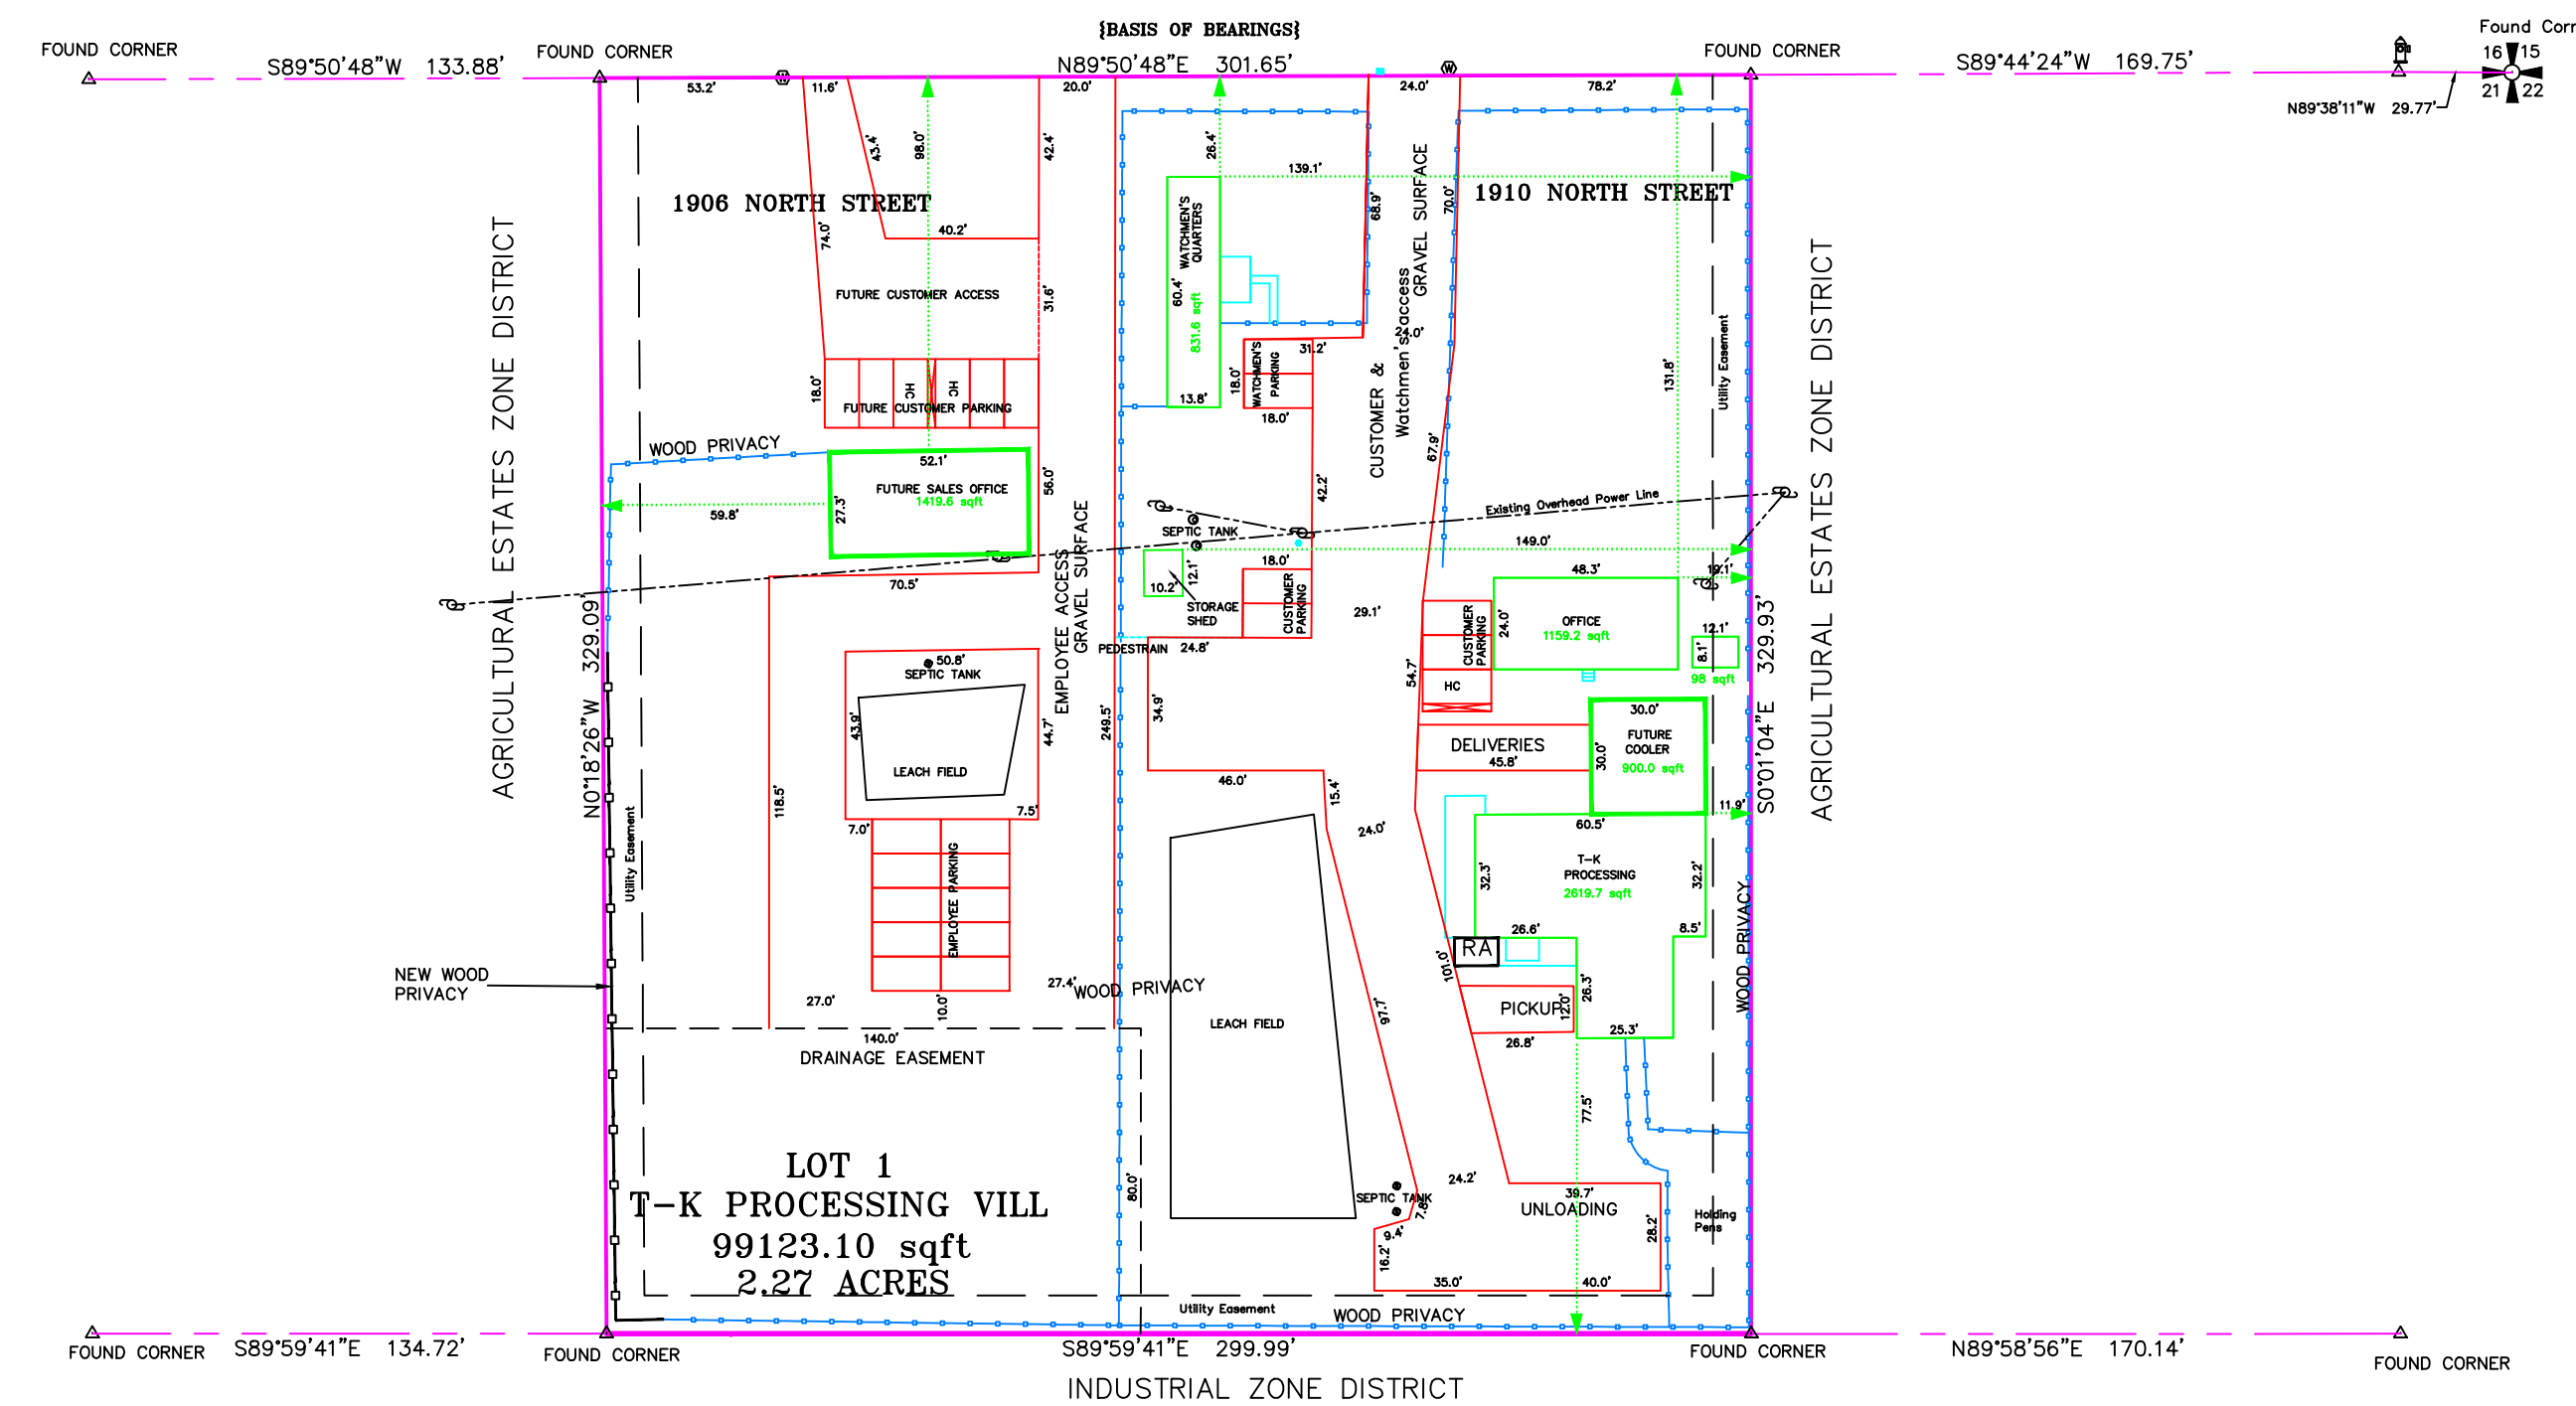 {BASIS OF BEARINGS}
FOUND CORNER
S89°50'48"W 133.88'
FOUND CORNER
N89°50'48"E 301.65'
FOUND CORNER
S89°44'24"W 169.75'
Found Cor
16 15
21 22
N89°38'11"W 29.77'
53.2'
W
11.6'
20.0'
24.0'
W
78.2'
43.4'
98.0'
42.4'
26.4'
139.1'
1906 NORTH STREET
1910 NORTH STREET
74.0'
40.2'
WATCHMEN'S
QUARTERS
60.4'
831.6 sqft
68.9'
GRAVEL SURFACE
70.0'
FUTURE CUSTOMER ACCESS
31.6'
24.0'
31.2'
CUSTOMER &
Watchmen's access
Utility Easement
131.8'
AGRICULTURAL ESTATES ZONE DISTRICT
AGRICULTURAL ESTATES ZONE DISTRICT
18.0'
HC
HC
FUTURE CUSTOMER PARKING
13.8'
18.0'
WATCHMEN'S
PARKING
18.0'
WOOD PRIVACY
52.1'
FUTURE SALES OFFICE
1419.6 sqft
27.3'
59.8'
56.0'
42.2'
67.9'
Existing Overhead Power Line
SEPTIC TANK
149.0'
70.5'
EMPLOYEE ACCESS
GRAVEL SURFACE
10.2'
12.1'
STORAGE
SHED
18.0'
CUSTOMER
PARKING
29.1'
48.3'
19.1'
CUSTOMER
PARKING
24.0'
OFFICE
1159.2 sqft
12.1'
8.1'
98 sqft
N0°18'26"W 329.09'
S0°01'04"E 329.93'
PEDESTRAIN
24.8'
50.8'
SEPTIC TANK
54.7'
HC
43.9'
44.7'
249.5'
34.9'
30.0'
FUTURE
COOLER
900.0 sqft
30.0'
DELIVERIES
45.8'
LEACH FIELD
46.0'
15.4'
118.5'
7.0'
7.5'
24.0'
60.5'
11.9'
Utility Easement
EMPLOYEE PARKING
32.3'
T-K
PROCESSING
2619.7 sqft
32.2'
26.6'
8.5'
WOOD PRIVACY
RA
NEW WOOD
PRIVACY
27.0'
10.0'
27.4'
WOOD PRIVACY
101.0'
26.3'
97.7'
PICKUP
12.0'
LEACH FIELD
25.3'
26.8'
140.0'
DRAINAGE EASEMENT
77.5'
LOT 1
T-K PROCESSING VILL
99123.10 sqft
2.27 ACRES
80.0'
24.2'
SEPTIC TANK
7.8'
39.7'
UNLOADING
Holding
Pens
9.4'
16.2'
28.2'
35.0'
40.0'
Utility Easement
WOOD PRIVACY
FOUND CORNER
S89°59'41"E 134.72'
FOUND CORNER
S89°59'41"E 299.99'
FOUND CORNER
N89°58'56"E 170.14'
FOUND CORNER
INDUSTRIAL ZONE DISTRICT